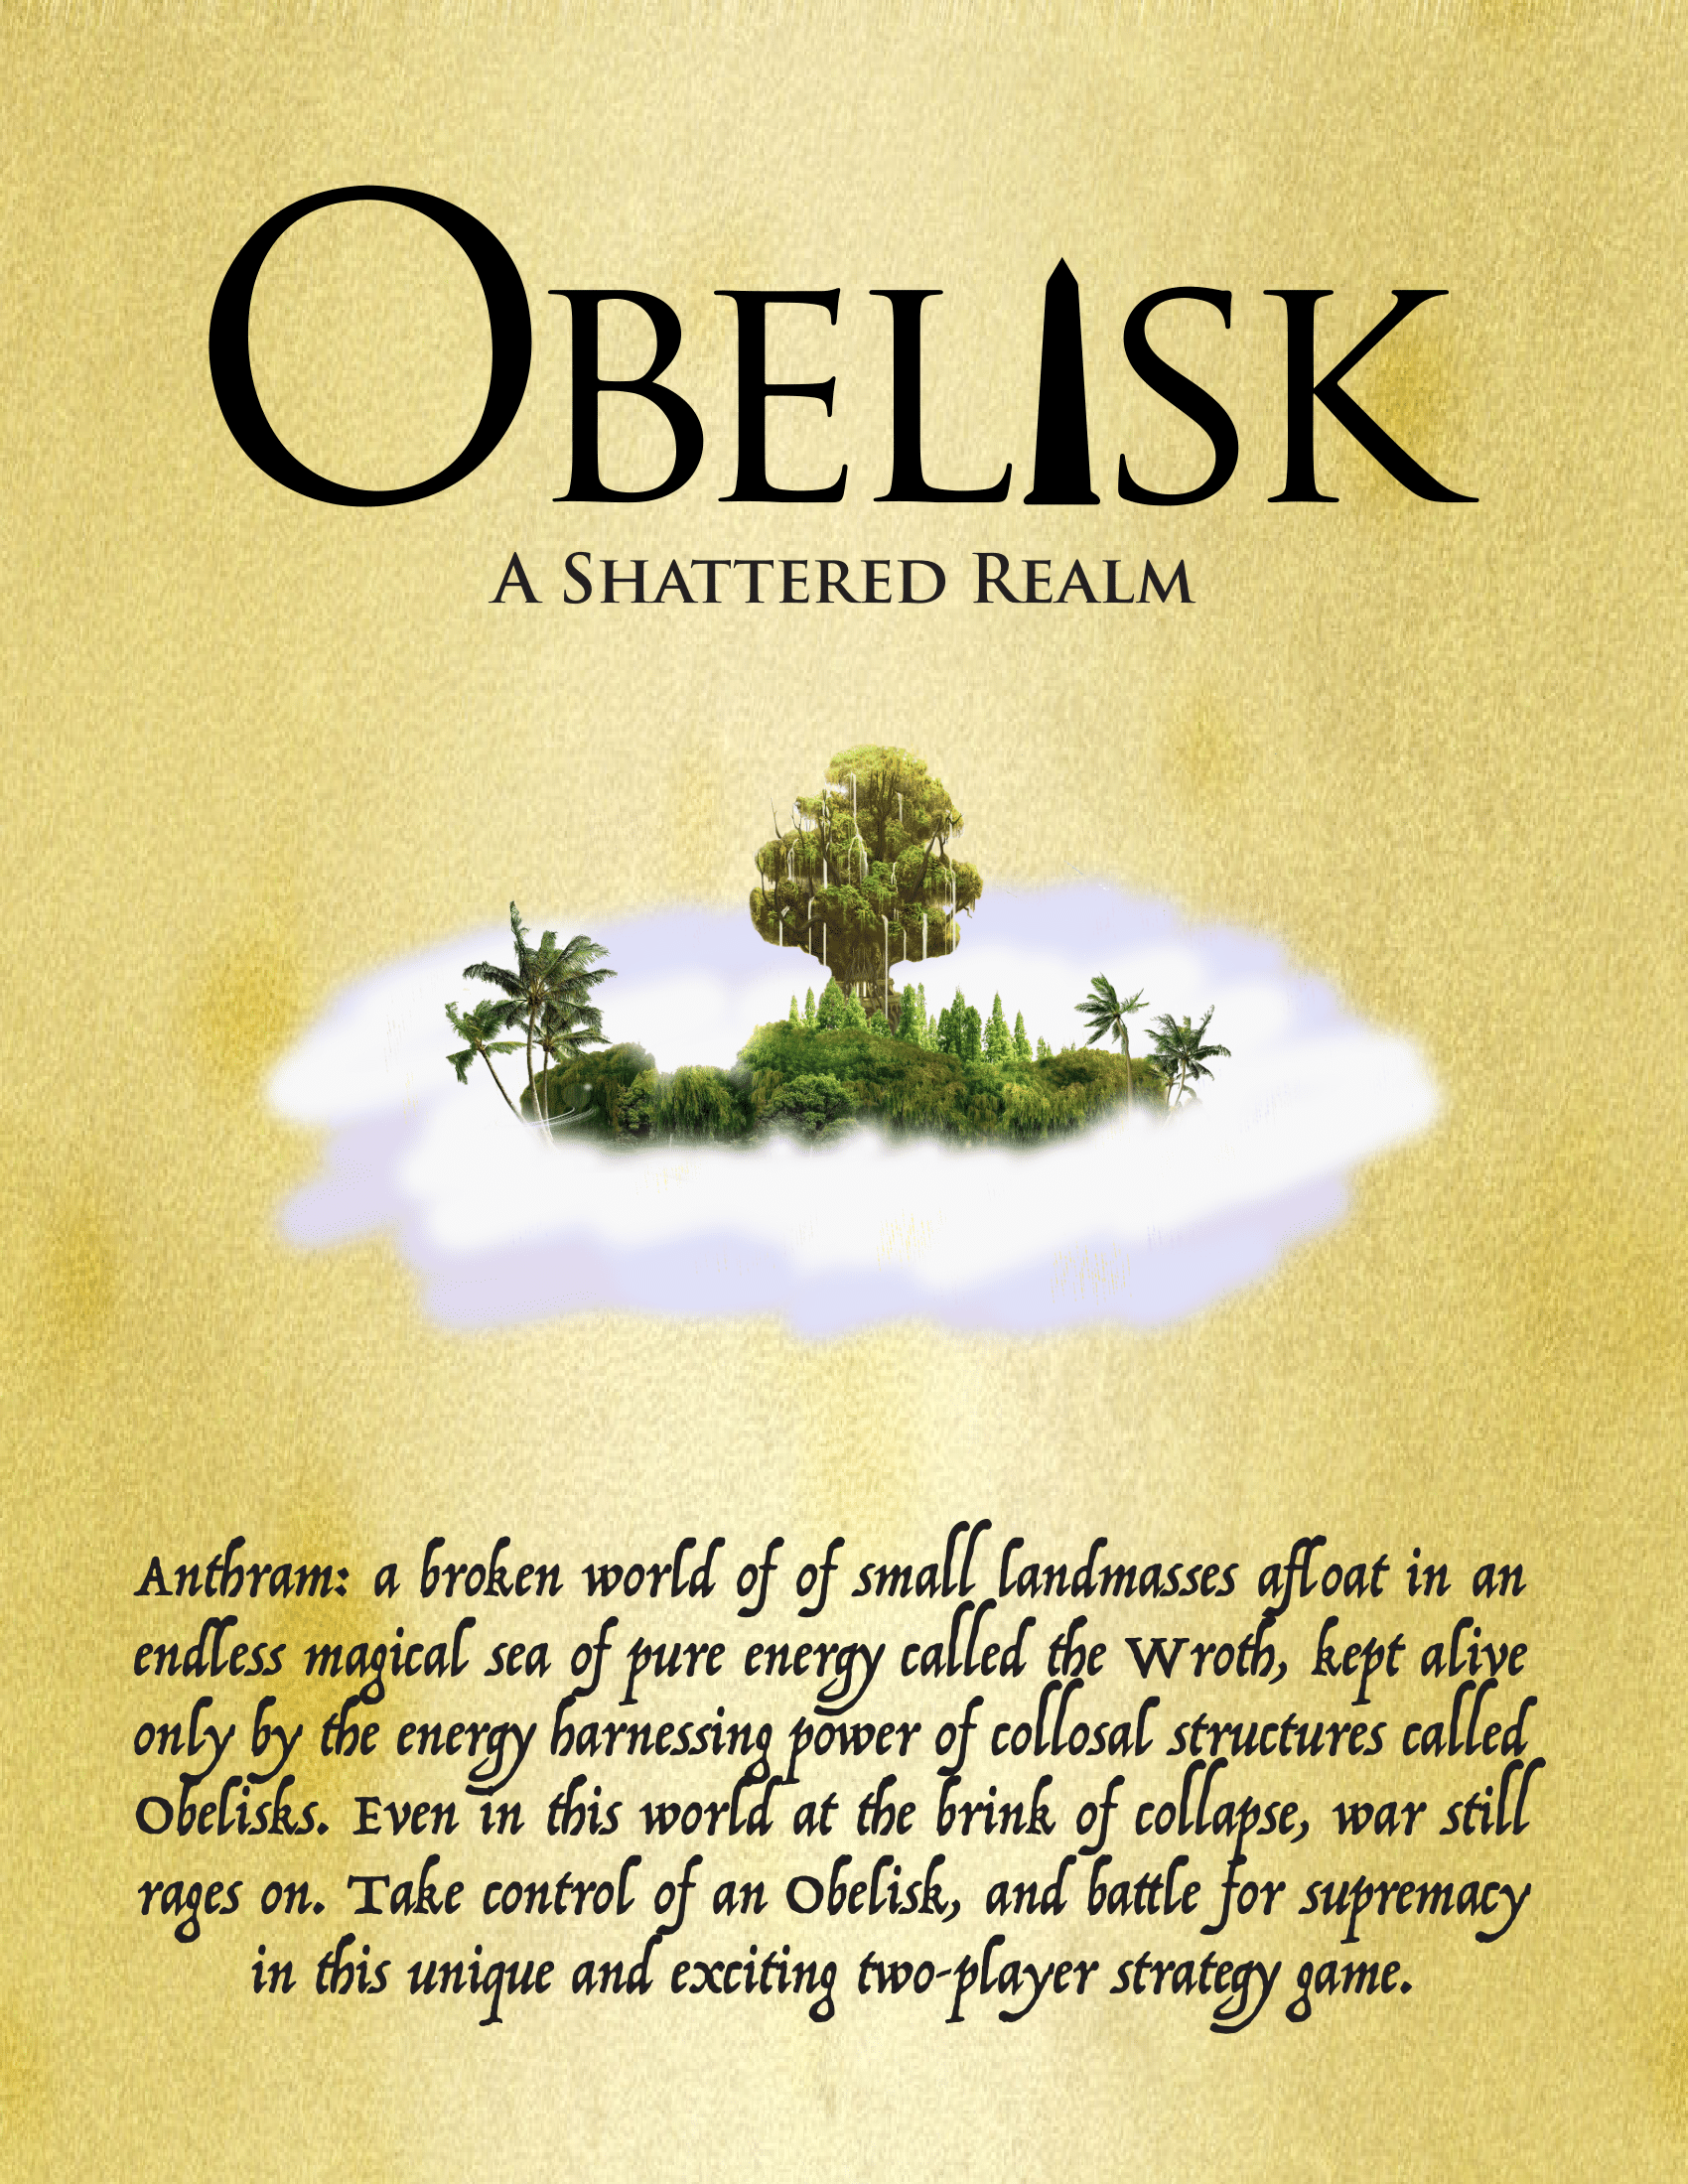 OBELISK
A SHATTERED REALM
Anthram: a broken world of of small landmasses afloat in an
endless magical sea of pure energy called the Wroth, kept alive
only by the energy harnessing power of collosal structures called
Obelisks. Even in this world at the brink of collapse, war still
rages on. Take control of an Obelisk, and battle for supremacy
in this unique and exciting two-player strategy game.